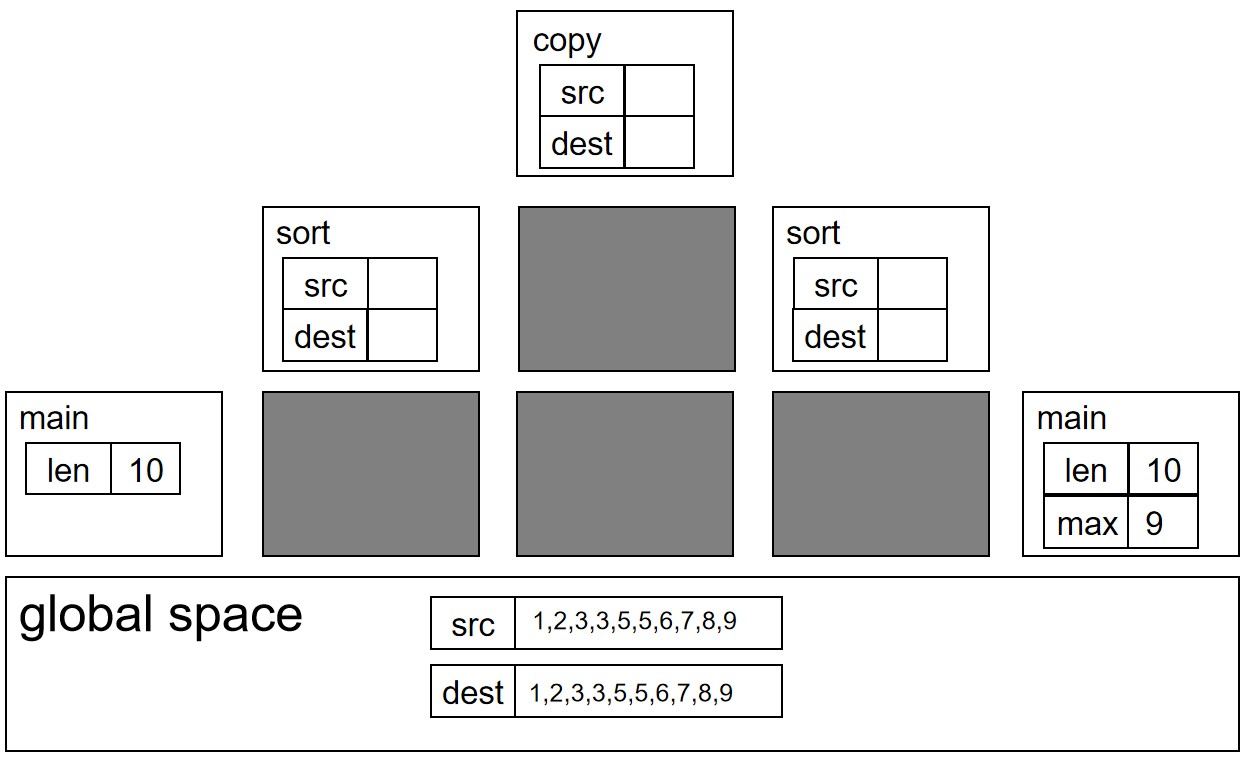 copy
src
dest
sort
src
dest
sort
src
dest
main
len 10
main
len 10
max 9
global space
src 1,2,3,3,5,5,6,7,8,9
dest 1,2,3,3,5,5,6,7,8,9